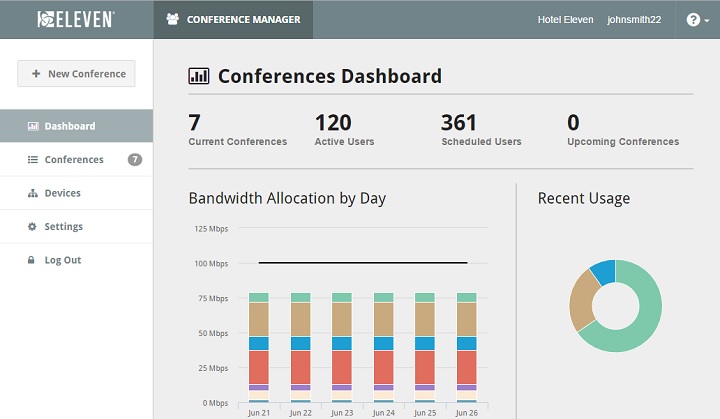 ELEVEN®
CONFERENCE MANAGER
Hotel Eleven
johnsmith22
?
+ New Conference
Dashboard
Conferences 7
Devices
Settings
Log Out
Conferences Dashboard
7
Current Conferences
120
Active Users
361
Scheduled Users
0
Upcoming Conferences
Bandwidth Allocation by Day
125 Mbps
100 Mbps
75 Mbps
50 Mbps
25 Mbps
0 Mbps
Jun 21 Jun 22 Jun 23 Jun 24 Jun 25 Jun 26
Recent Usage